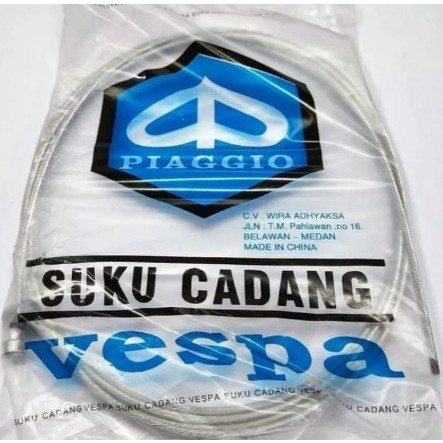 PIAGGIO
C.V. WIRA ADHYAKSA
JLN : T.M. Pahlawan .no 16.
BELAWAN – MEDAN
MADE IN CHINA
SUKU CADANG
vespa
SUKU CADANG VESPA SUKU CADANG VESPA SUKU CADANG VESPA